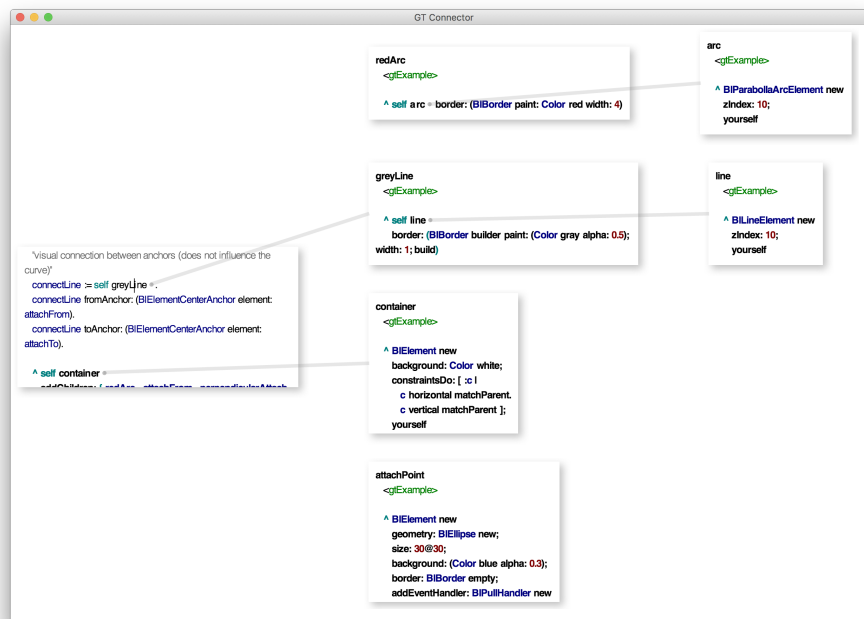 GT Connector
redArc
<gtExample>
^ self arc border: (BlBorder paint: Color red width: 4)
arc
<gtExample>
^ BlParabollaArcElement new
zIndex: 10;
yourself
greyLine
<gtExample>
^ self line
border: (BlBorder builder paint: (Color gray alpha: 0.5);
width: 1; build)
line
<gtExample>
^ BlLineElement new
zIndex: 10;
yourself
"visual connection between anchors (does not influence the
curve)"
connectLine := self greyLine .
connectLine fromAnchor: (BlElementCenterAnchor element:
attachFrom).
connectLine toAnchor: (BlElementCenterAnchor element:
attachTo).
^ self container
addChildren: { redArc . attachFrom . perpendicularAttach
container
<gtExample>
^ BlElement new
background: Color white;
constraintsDo: [ :c |
c horizontal matchParent.
c vertical matchParent ];
yourself
attachPoint
<gtExample>
^ BlElement new
geometry: BlEllipse new;
size: 30@30;
background: (Color blue alpha: 0.3);
border: BlBorder empty;
addEventHandler: BlPullHandler new